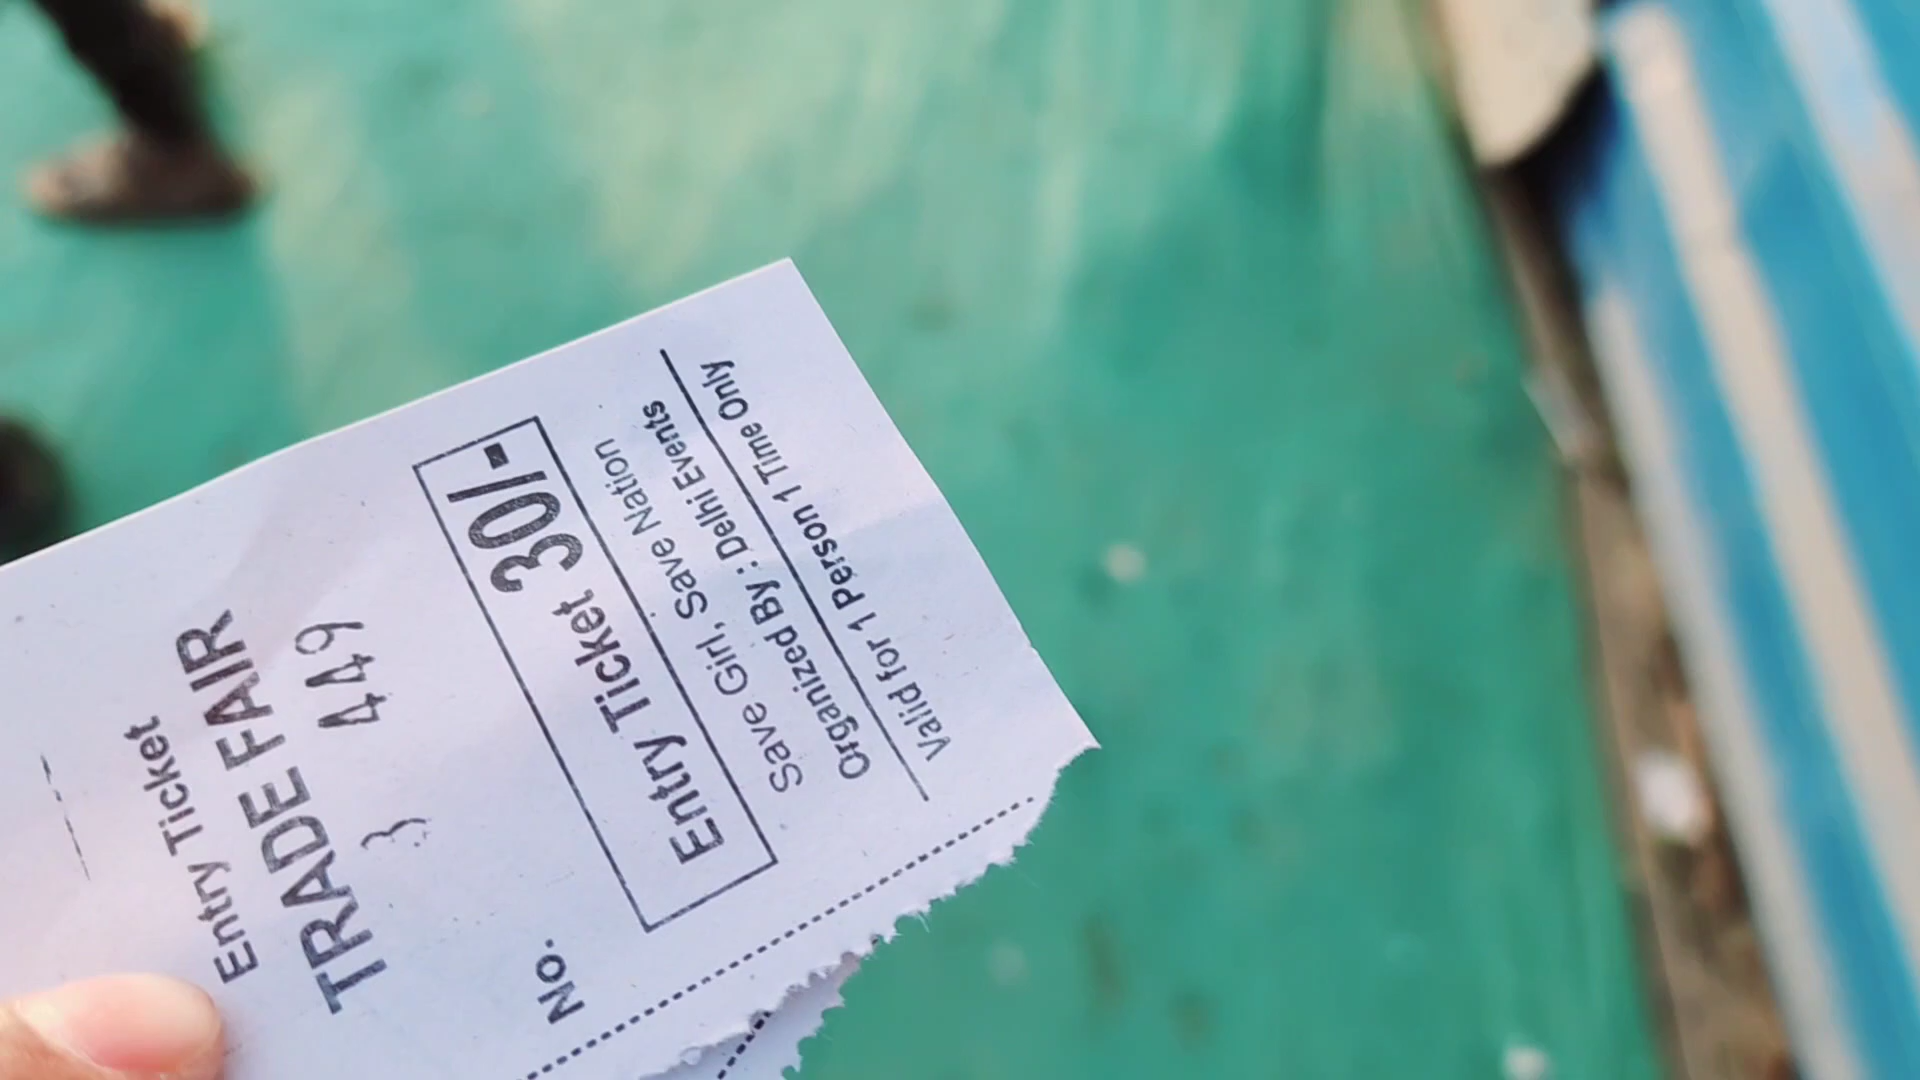 Entry Ticket
TRADE FAIR
449
No.
Entry Ticket 30/-
Save Girl, Save Nation
Organized By : Delhi Events
Valid for 1 Person 1 Time Only